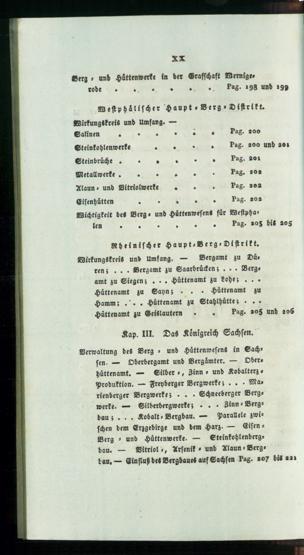 XX
Berg- und Hüttenwerke in der Grafschaft Wernige-
rode . . . . . . Pag. 198 und 199
Westphälischer Haupt-Berg-Distrikt.
Wirkungskreis und Umfang. —
Salinen . . . . . Pag. 200
Steinkohlenwerke . . . . Pag. 200 und 201
Steinbrüche . . . . . Pag. 201
Metallwerke . . . . . Pag. 202
Alaun- und Vitriolwerke . . . Pag. 202
Eisenhütten . . . . Pag. 202
Wichtigkeit des Berg- und Hüttenwesens für Westpha-
len . . . . . . Pag. 205 bis 205
Rheinischer Haupt-Berg-Distrikt.
Wirkungskreis und Umfang. — Bergamt zu Dü-
ren; . . . Bergamt zu Saarbrücken; . . . Berg-
amt zu Siegen; . . . Hüttenamt zu Lohe; . . .
Hüttenamt zu Sayn; . . . Hüttenamt zu
Hamm; . . . Hüttenamt zu Stahlhütte; . . .
Hüttenamt zu Geislautern . . Pag. 205 und 206
Kap. III. Das Königreich Sachsen.
Verwaltung des Berg- und Hüttenwesens in Sach-
sen. — Oberbergamt und Bergämter. — Ober-
hüttenamt. — Silber-, Zinn- und Kobalterz-
Produktion. — Freyberger Bergwerke; . . . Ma-
rienberger Bergwerke; . . . Schneeberger Berg-
werke. — Silberbergwerke; . . . Zinn-Berg-
bau; . . . Kobalt-Bergbau. — Parallele zwi-
schen dem Erzgebirge und dem Harz. — Eisen-
Berg- und Hüttenwerke. — Steinkohlenberg-
bau. — Vitriol-, Arsenik- und Alaun-Berg-
bau. — Einfluß des Bergbaues auf Sachsen Pag. 207 bis 221